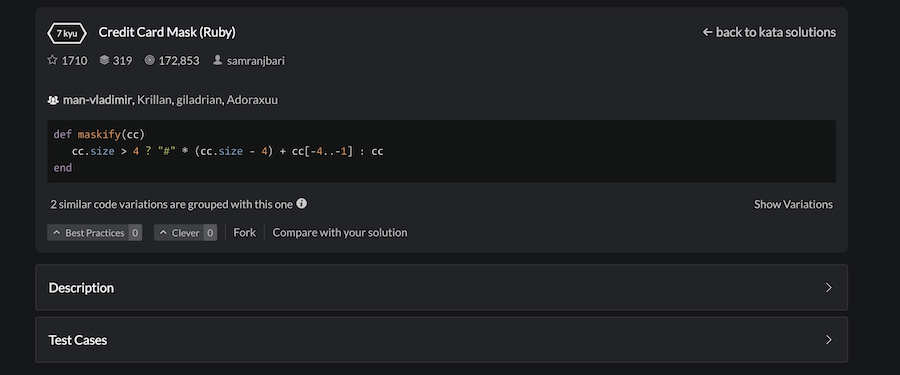 7 kyu Credit Card Mask (Ruby) ← back to kata solutions
1710 319 172,853 samranjbari
man-vladimir, Krillan, giladrian, Adoraxuu
def maskify(cc)
cc.size > 4 ? "#" * (cc.size - 4) + cc[-4..-1] : cc
end
2 similar code variations are grouped with this one Show Variations
Best Practices 0 Clever 0 Fork Compare with your solution
Description
Test Cases